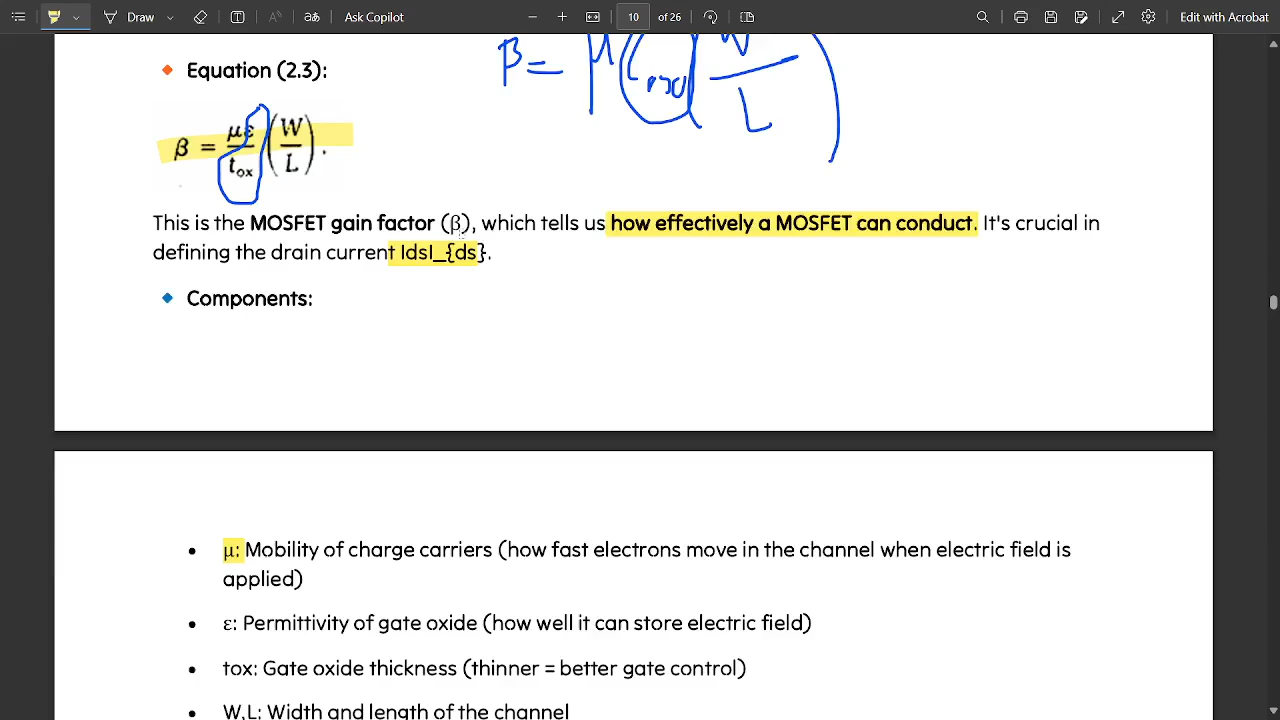 Draw
Ask Copilot
10 of 26
Edit with Acrobat
Equation (2.3):
β = μ
W
L
β = με/tox (W/L).
This is the MOSFET gain factor (β), which tells us how effectively a MOSFET can conduct. It's crucial in
defining the drain current IdsI_{ds}.
Components:
• μ: Mobility of charge carriers (how fast electrons move in the channel when electric field is
applied)
• ε: Permittivity of gate oxide (how well it can store electric field)
• tox: Gate oxide thickness (thinner = better gate control)
• W,L: Width and length of the channel